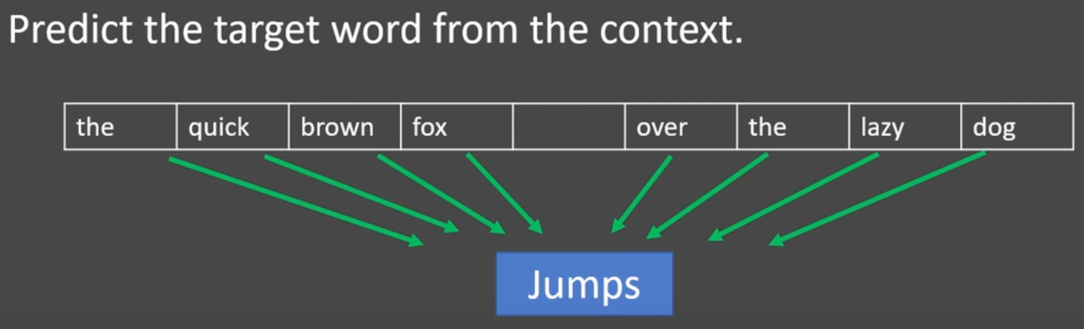 Predict the target word from the context.
the quick brown fox over the lazy dog
Jumps